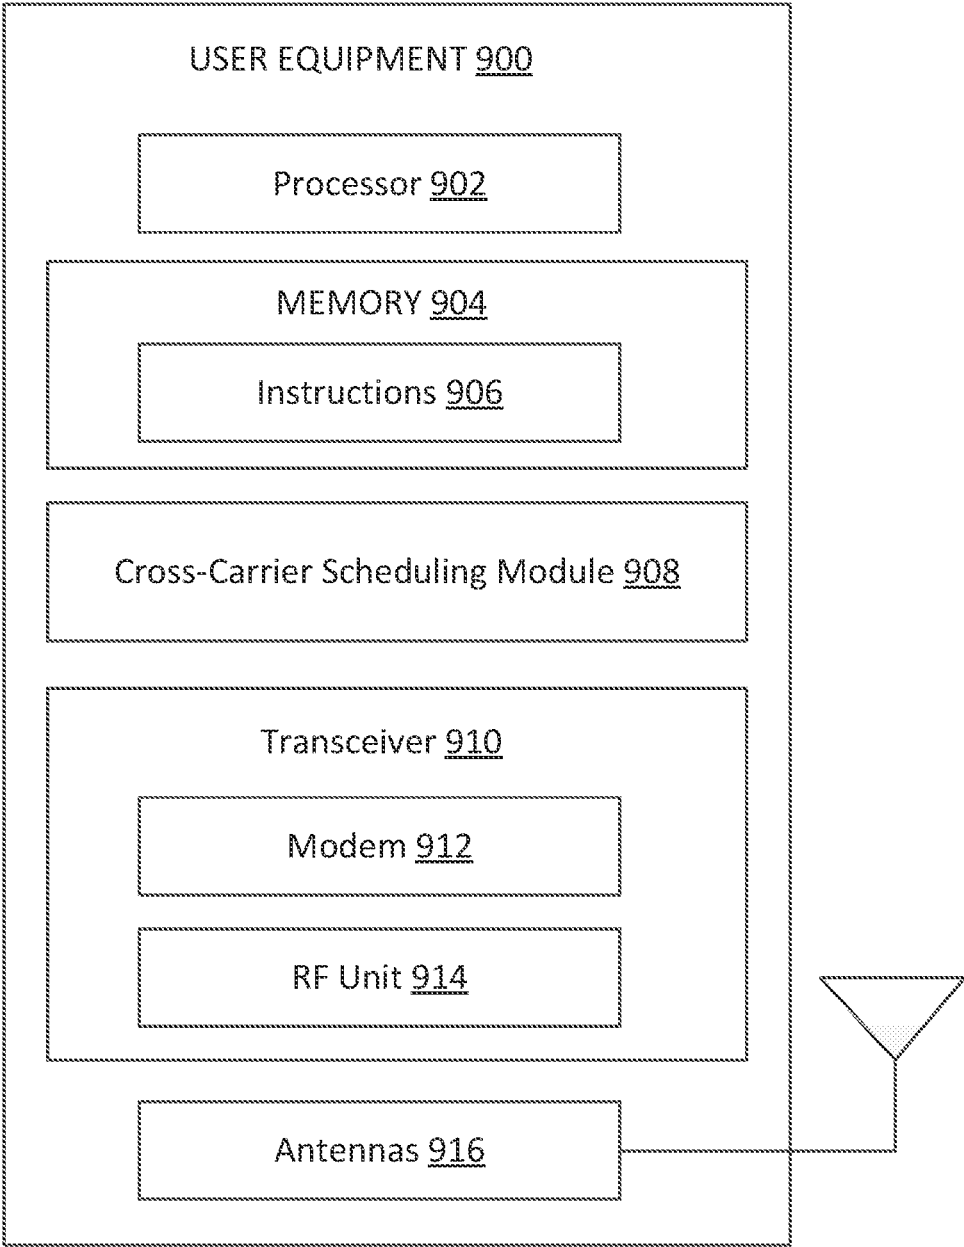 USER EQUIPMENT 900
Processor 902
MEMORY 904
Instructions 906
Cross-Carrier Scheduling Module 908
Transceiver 910
Modem 912
RF Unit 914
Antennas 916